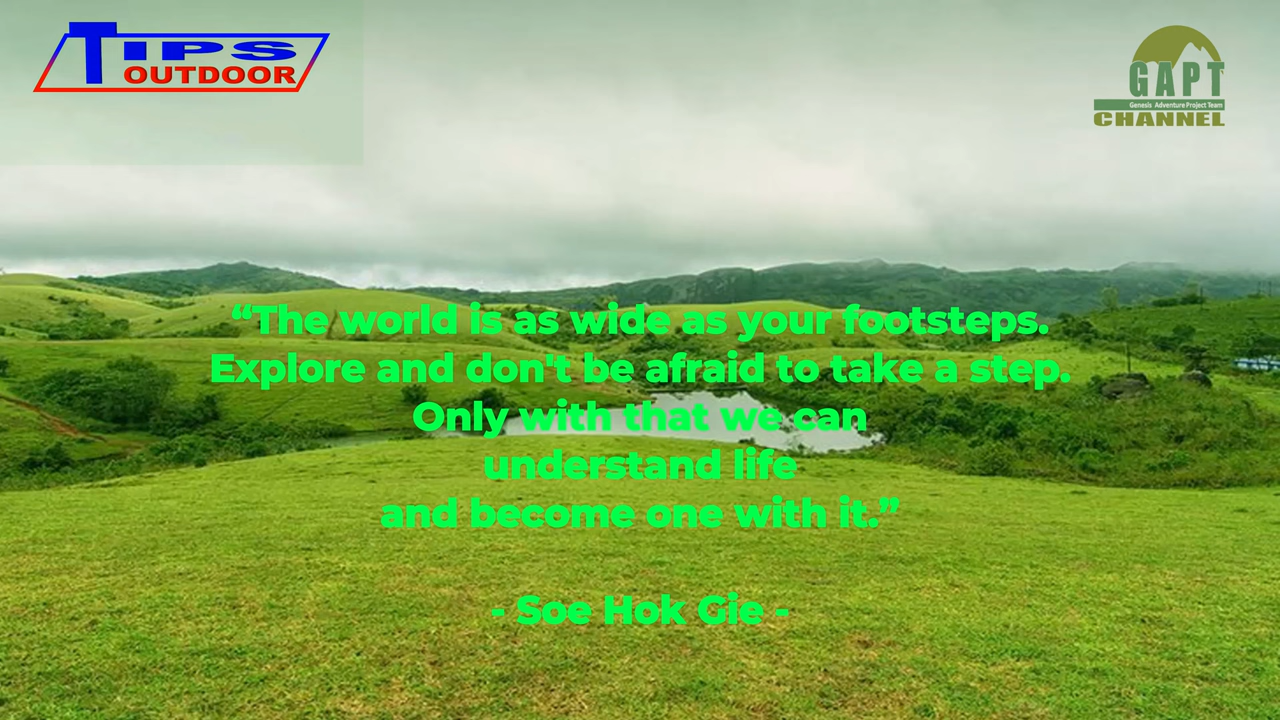 TIPS
OUTDOOR
GAPT
Genesis Adventure Project Team
CHANNEL
“The world is as wide as your footsteps.
Explore and don't be afraid to take a step.
Only with that we can
understand life
and become one with it.”
- Soe Hok Gie -